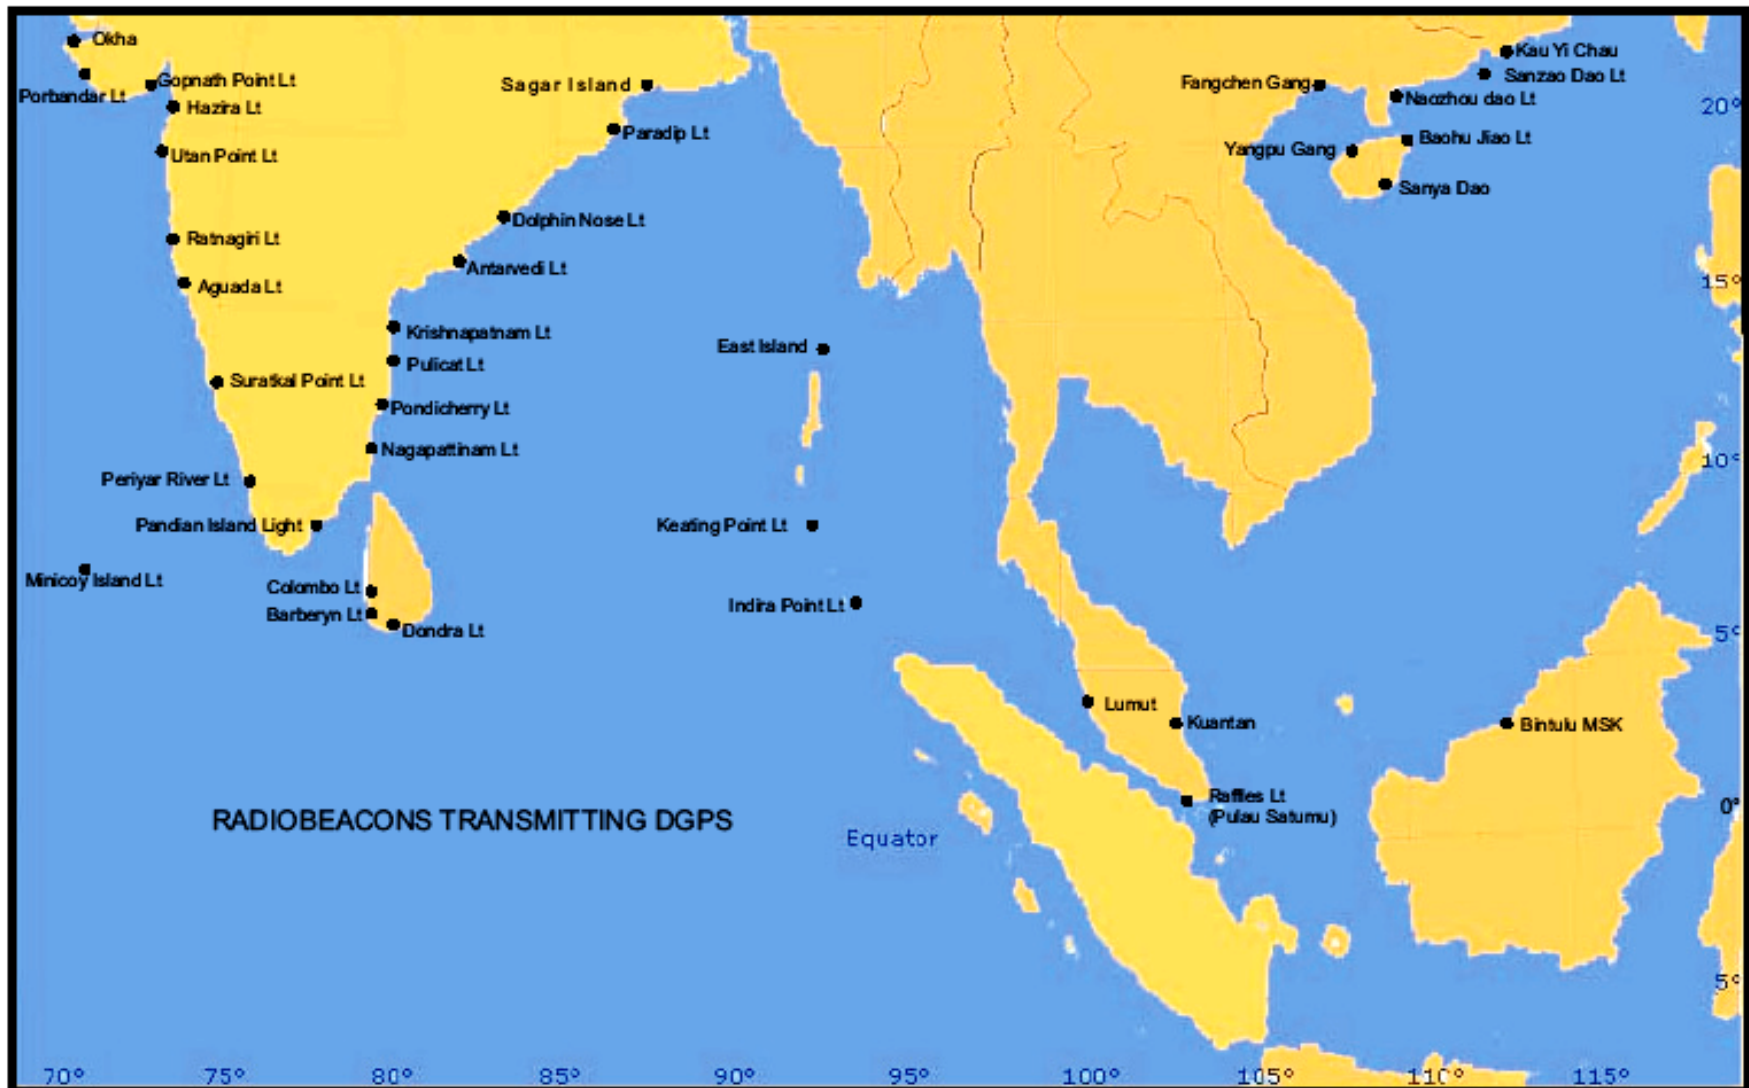 Okha
Kau Yi Chau
Porbandar Lt
Gopnath Point Lt
Sagar Island
Fangchen Gang
Sanzao Dao Lt
Hazira Lt
Naozhou dao Lt
20°
Paradip Lt
Baohu Jiao Lt
Utan Point Lt
Yangpu Gang
Sanya Dao
Dolphin Nose Lt
Ratnagiri Lt
Antarvedi Lt
Aguada Lt
15°
Krishnapatnam Lt
East Island
Pulicat Lt
Suratkal Point Lt
Pondicherry Lt
Nagapattinam Lt
10°
Periyar River Lt
Pandian Island Light
Keating Point Lt
Minicoy Island Lt
Colombo Lt
Barberyn Lt
Indira Point Lt
Dondra Lt
5°
Lumut
Kuantan
Bintulu MSK
Raffles Lt
(Pulau Satumu)
0°
RADIOBEACONS TRANSMITTING DGPS
Equator
5°
70° 75° 80° 85° 90° 95° 100° 105° 110° 115°